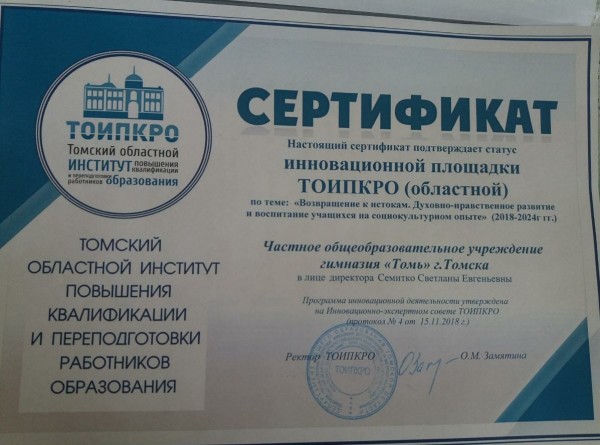 ТОИПКРО
Томский областной
ИНСТИТУТ повышения
квалификации
и переподготовки
работников образования
ТОМСКИЙ
ОБЛАСТНОЙ ИНСТИТУТ
ПОВЫШЕНИЯ
КВАЛИФИКАЦИИ
И ПЕРЕПОДГОТОВКИ
РАБОТНИКОВ
ОБРАЗОВАНИЯ
СЕРТИФИКАТ
Настоящий сертификат подтверждает статус
инновационной площадки
ТОИПКРО (областной)
по теме: «Возвращение к истокам. Духовно-нравственное развитие
и воспитание учащихся на социокультурном опыте» (2018-2024г гг.)
Частное общеобразовательное учреждение
гимназия «Томь» г.Томска
в лице директора Семитко Светланы Евгеньевны
Программа инновационной деятельности утверждена
на Инновационно-экспертном совете ТОИПКРО
(протокол № 4 от 15.11.2018 г.)
Ректор ТОИПКРО
О.М. Замятина
ТОИПКРО